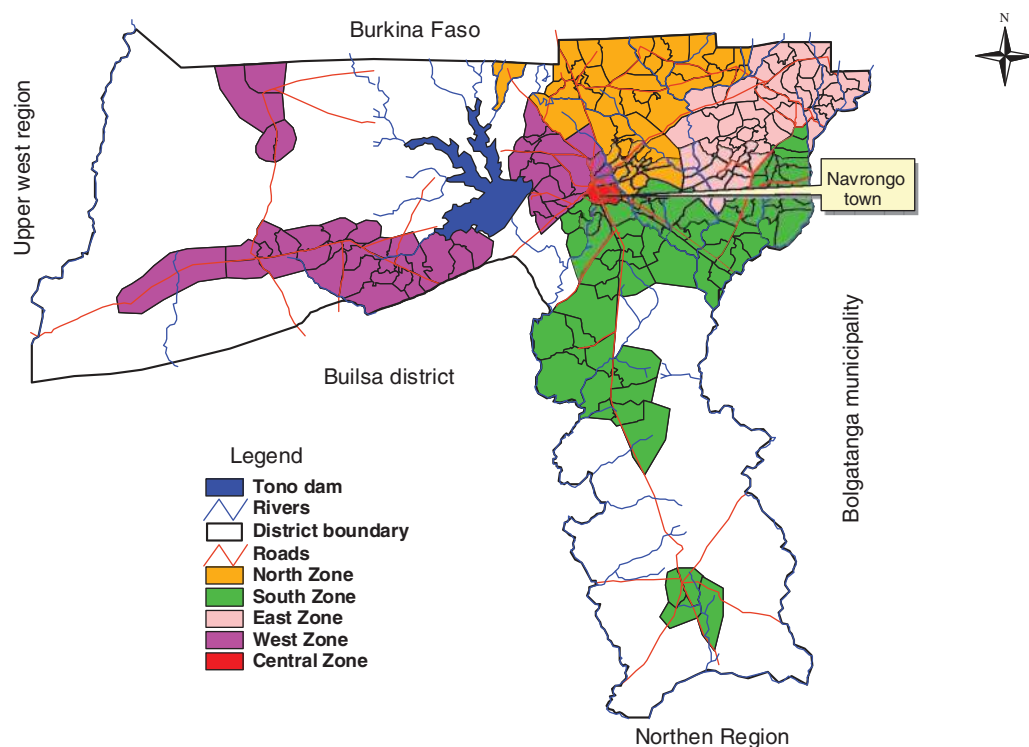 Burkina Faso
N
Upper west region
Navrongo
town
Builsa district
Bolgatanga municipality
Legend
Tono dam
Rivers
District boundary
Roads
North Zone
South Zone
East Zone
West Zone
Central Zone
Northen Region